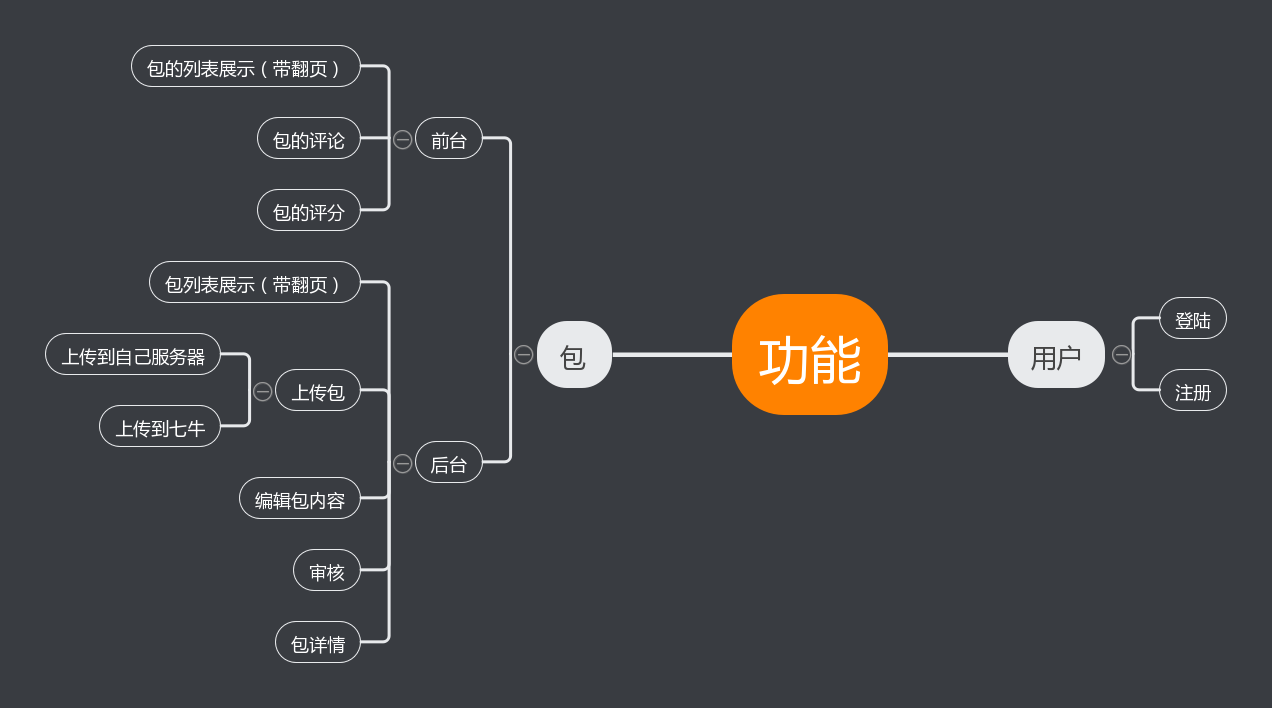 包的列表展示（带翻页）
包的评论
前台
包的评分
包列表展示（带翻页）
上传到自己服务器
上传包
上传到七牛
后台
编辑包内容
审核
包详情
包
功能
用户
登陆
注册